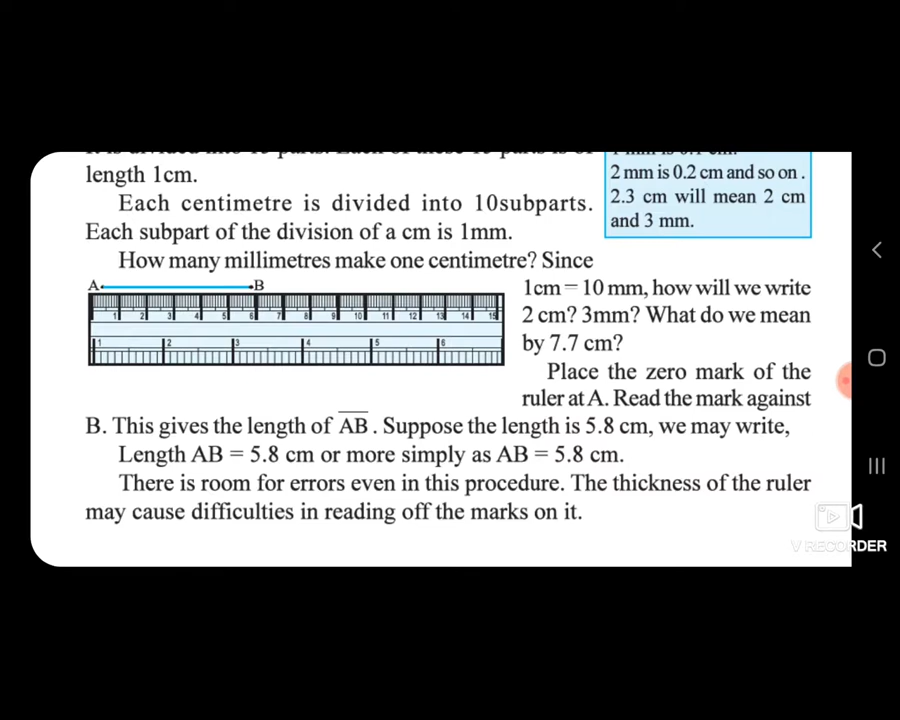 length 1cm.
2 mm is 0.2 cm and so on .
Each centimetre is divided into 10subparts.
2.3 cm will mean 2 cm
Each subpart of the division of a cm is 1mm.
and 3 mm.
How many millimetres make one centimetre? Since
A B
1cm = 10 mm, how will we write
1 2 3 4 5 6 7 8 9 10 11 12 13 14 15
2 cm? 3mm? What do we mean
1 2 3 4 5 6
by 7.7 cm?
Place the zero mark of the
ruler at A. Read the mark against
B. This gives the length of AB. Suppose the length is 5.8 cm, we may write,
Length AB = 5.8 cm or more simply as AB = 5.8 cm.
There is room for errors even in this procedure. The thickness of the ruler
may cause difficulties in reading off the marks on it.
V RECORDER